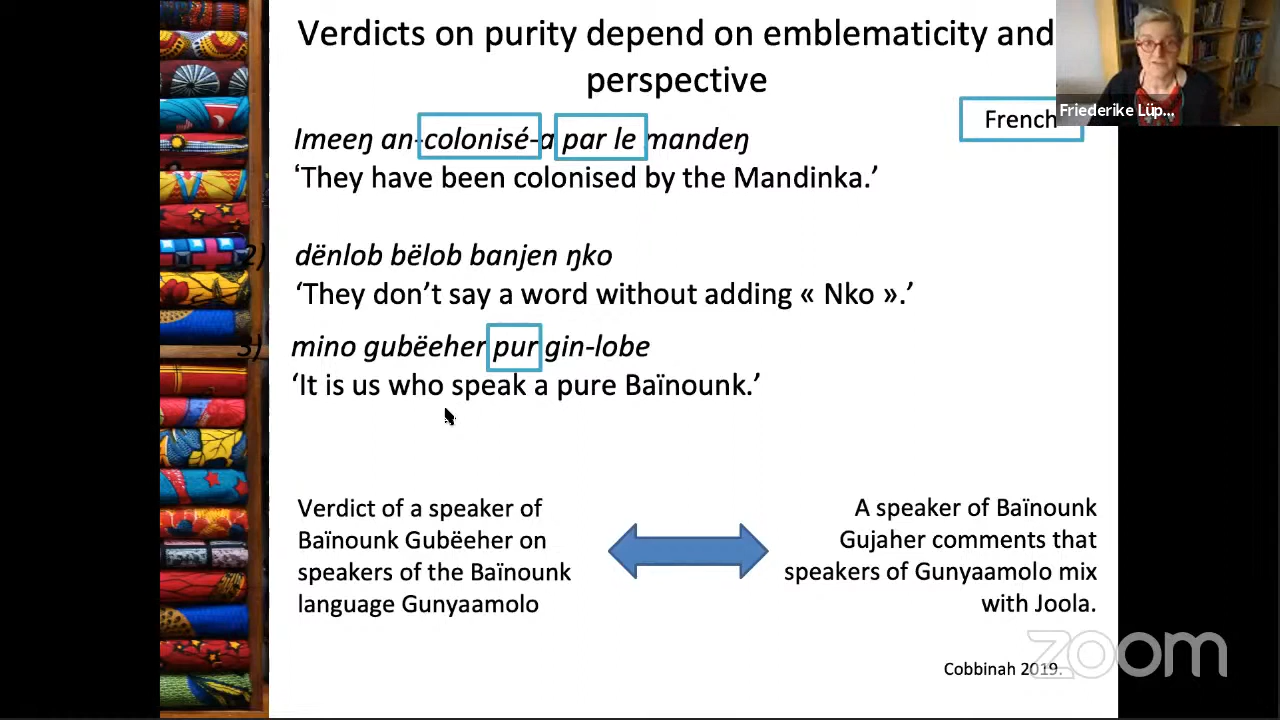 Verdicts on purity depend on emblematicity and
perspective
French
Friederike Lüp...
Imeeŋ an-colonisé-a par le mandeŋ
‘They have been colonised by the Mandinka.’
2) dënlob bëlob banjen ŋko
‘They don’t say a word without adding « Nko ».’
3) mino gubëeher pur gin-lobe
‘It is us who speak a pure Baïnounk.’
Verdict of a speaker of
Baïnounk Gubëeher on
speakers of the Baïnounk
language Gunyaamolo
A speaker of Baïnounk
Gujaher comments that
speakers of Gunyaamolo mix
with Joola.
Cobbinah 2019.
zoom